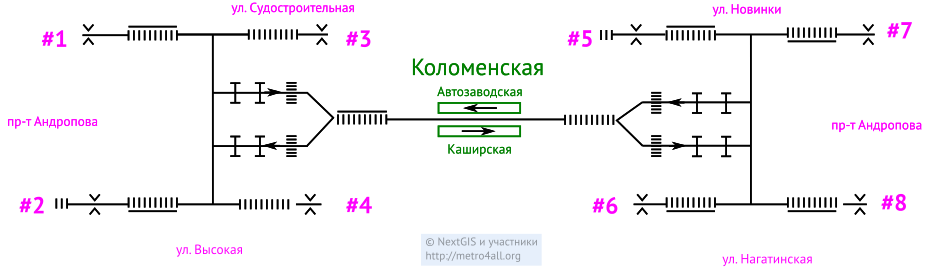 ул. Судостроительная
ул. Новинки
#1
#3
#5
#7
Коломенская
Автозаводская
пр-т Андропова
пр-т Андропова
Каширская
#2
#4
#6
#8
ул. Высокая
© NextGIS и участники
http://metro4all.org
ул. Нагатинская